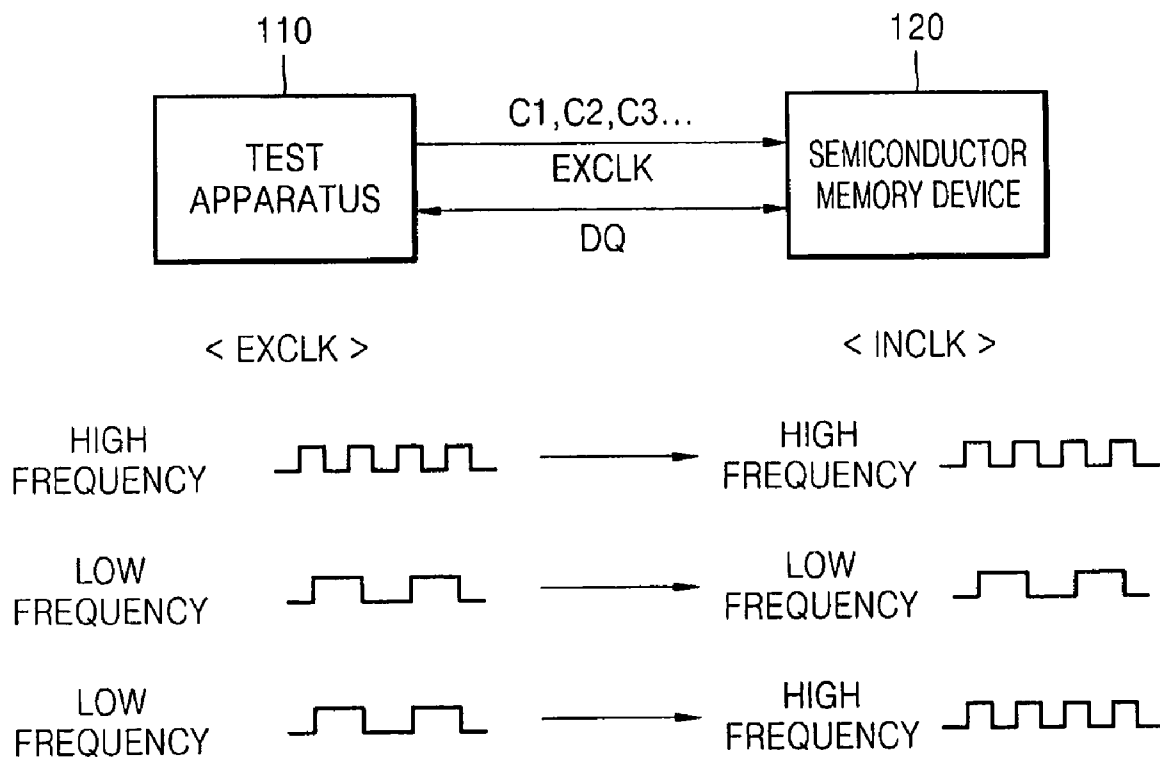 110
120
TEST
APPARATUS
C1,C2,C3...
EXCLK
DQ
SEMICONDUCTOR
MEMORY DEVICE
< EXCLK >
< INCLK >
HIGH
FREQUENCY
HIGH
FREQUENCY
LOW
FREQUENCY
LOW
FREQUENCY
LOW
FREQUENCY
HIGH
FREQUENCY